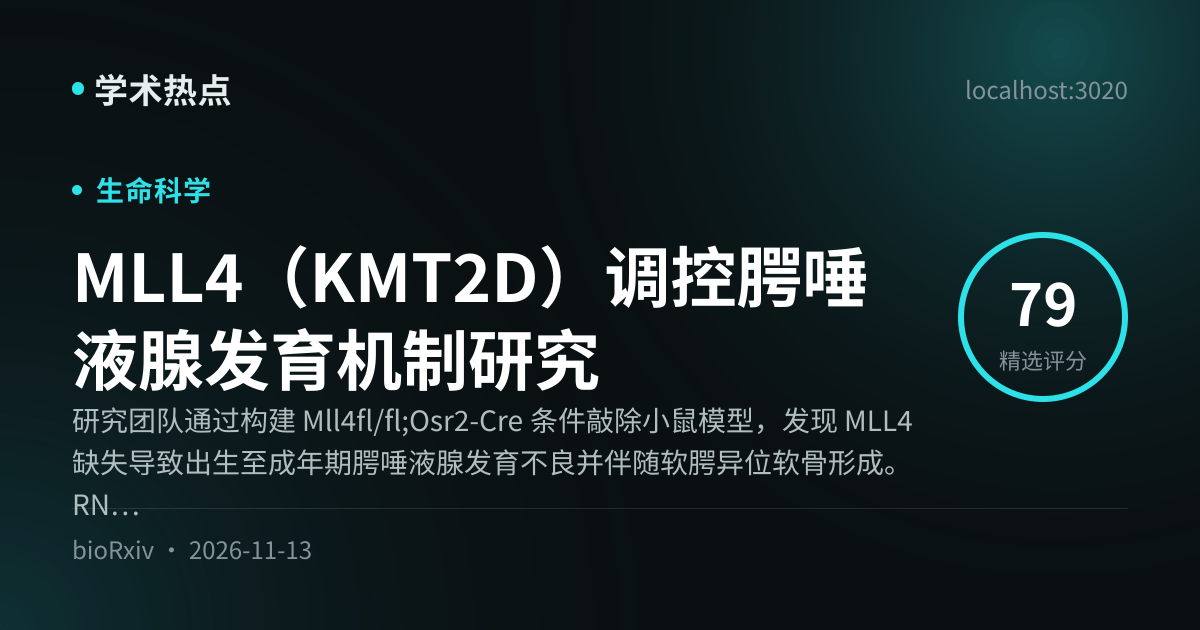 学术热点
localhost:3020
生命科学
MLL4（KMT2D）调控腭唾
液腺发育机制研究
79
精选评分
研究团队通过构建 Mll4fl/fl;Osr2-Cre 条件敲除小鼠模型，发现 MLL4
缺失导致出生至成年期腭唾液腺发育不良并伴随软腭异位软骨形成。
RN…
bioRxiv • 2026-11-13